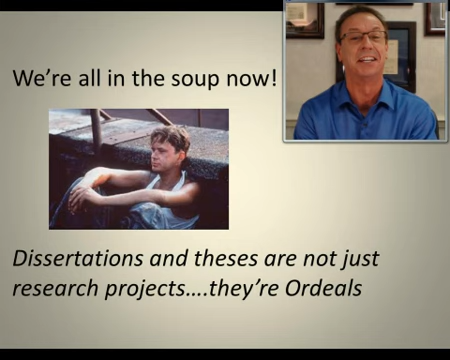 We're all in the soup now!
Dissertations and theses are not just
research projects....they're Ordeals